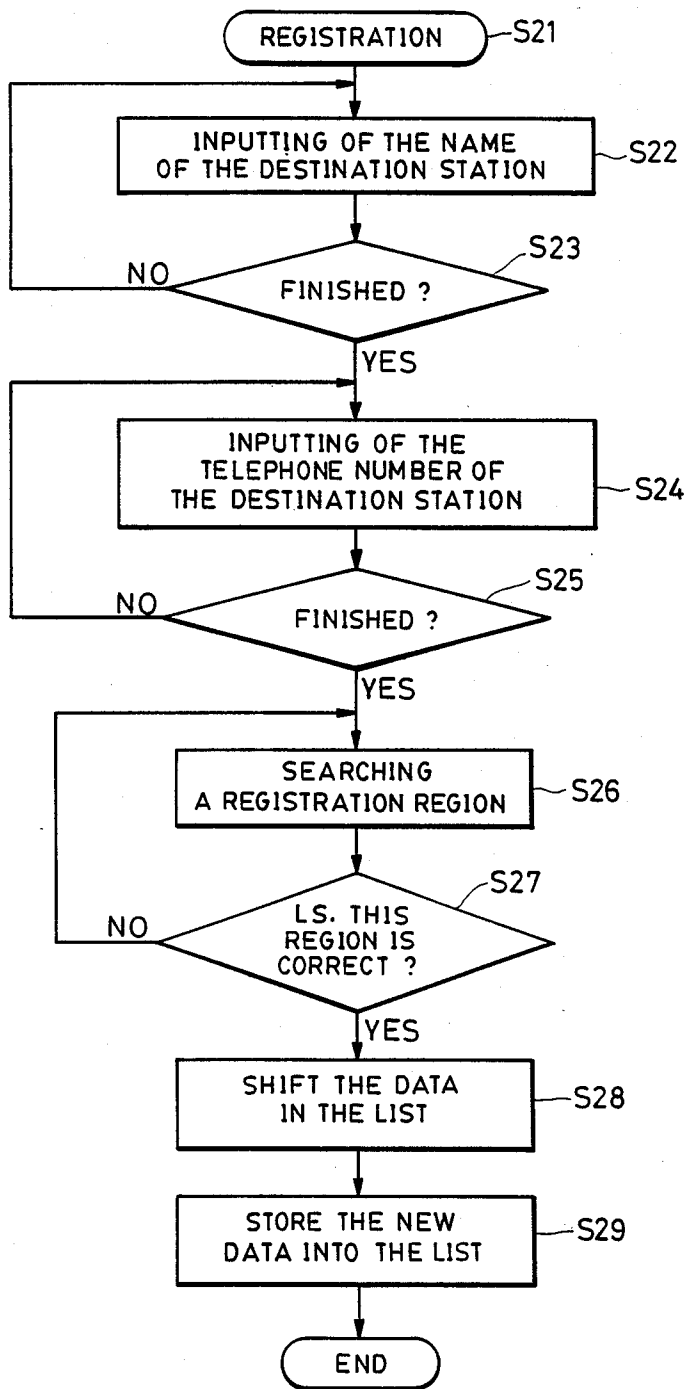 REGISTRATION
S21
INPUTTING OF THE NAME
OF THE DESTINATION STATION
S22
S23
NO
FINISHED ?
YES
INPUTTING OF THE
TELEPHONE NUMBER OF
THE DESTINATION STATION
S24
S25
NO
FINISHED ?
YES
SEARCHING
A REGISTRATION REGION
S26
S27
NO
LS. THIS
REGION IS
CORRECT ?
YES
SHIFT THE DATA
IN THE LIST
S28
STORE THE NEW
DATA INTO THE LIST
S29
END